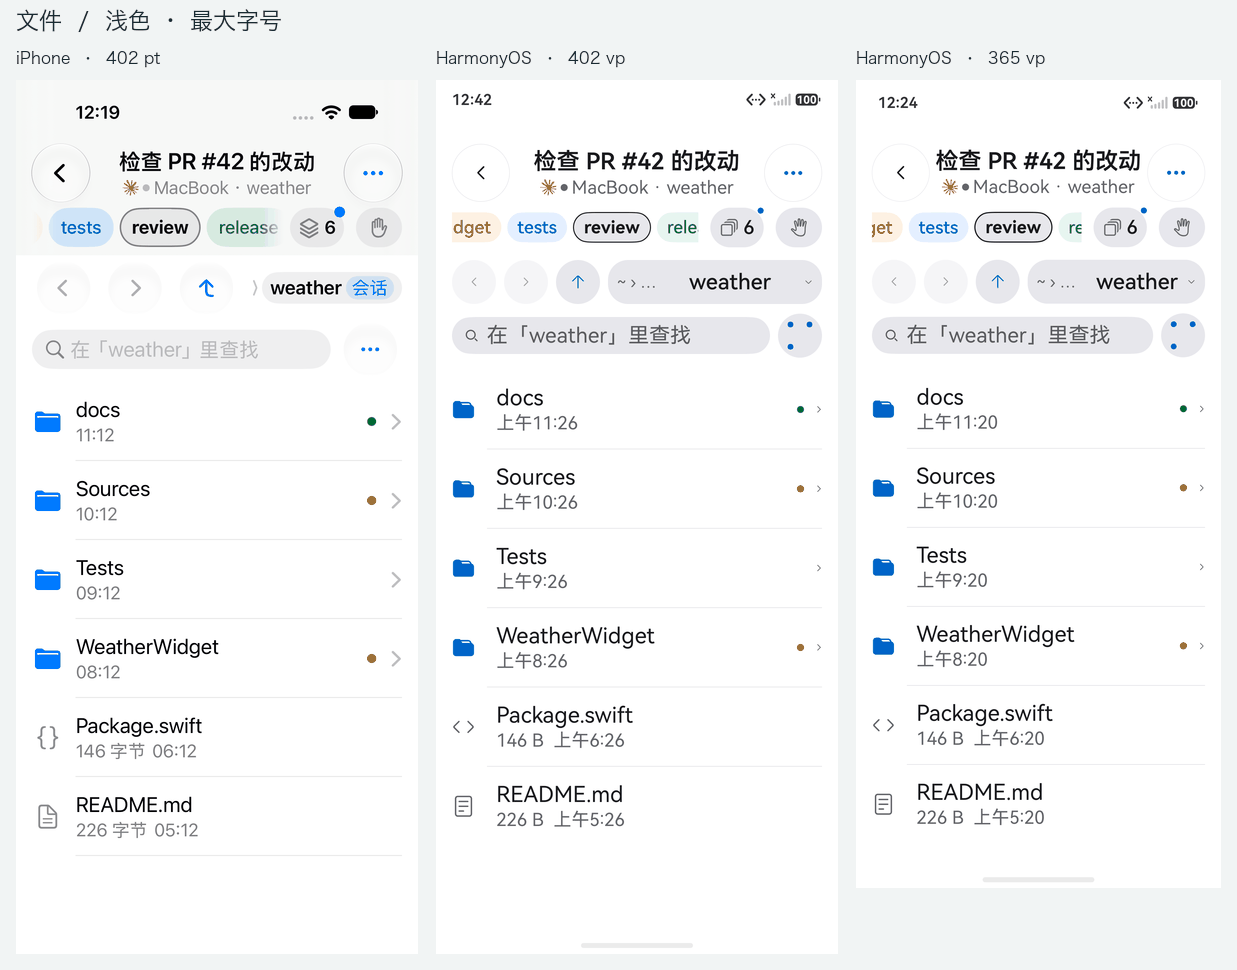 文件 / 浅色 · 最大字号
iPhone · 402 pt
12:19
检查 PR #42 的改动
MacBook · weather
tests
review
release
6
weather 会话
在「weather」里查找
docs
11:12
Sources
10:12
Tests
09:12
WeatherWidget
08:12
Package.swift
146 字节 06:12
README.md
226 字节 05:12
HarmonyOS · 402 vp
12:42
100
检查 PR #42 的改动
MacBook · weather
dget
tests
review
rele
6
~ › ... weather
在「weather」里查找
docs
上午11:26
Sources
上午10:26
Tests
上午9:26
WeatherWidget
上午8:26
Package.swift
146 B 上午6:26
README.md
226 B 上午5:26
HarmonyOS · 365 vp
12:24
100
检查 PR #42 的改动
MacBook · weather
get
tests
review
re
6
~ › ... weather
在「weather」里查找
docs
上午11:20
Sources
上午10:20
Tests
上午9:20
WeatherWidget
上午8:20
Package.swift
146 B 上午6:20
README.md
226 B 上午5:20